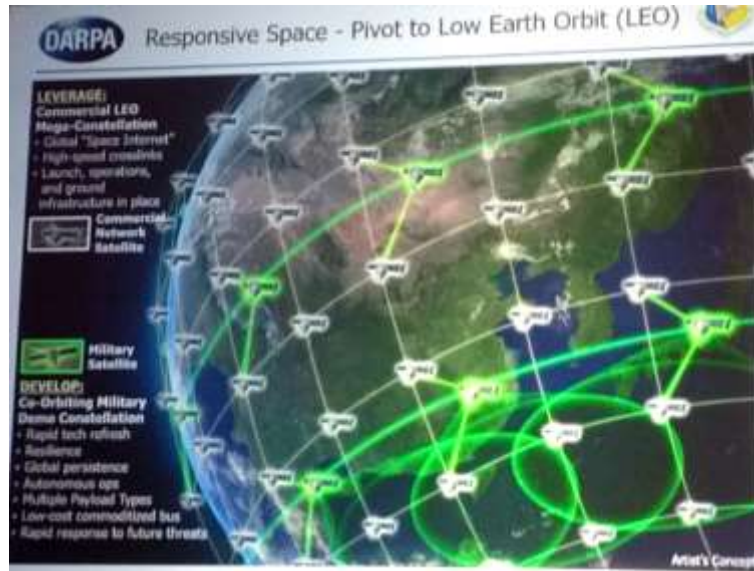 DARPA
Responsive Space - Pivot to Low Earth Orbit (LEO)
LEVERAGE:
Commercial LEO
Mega-Constellation
• Global "Space Internet"
• High-speed crosslinks
• Launch, operations,
and ground
infrastructure in place
Commercial
Network
Satellite
Military
Satellite
DEVELOP:
Co-Orbiting Military
Demo Constellation
• Rapid tech refresh
• Resilience
• Global persistence
• Autonomous ops
• Multiple Payload Types
• Low-cost commoditized bus
• Rapid response to future threats
Artist's Concept